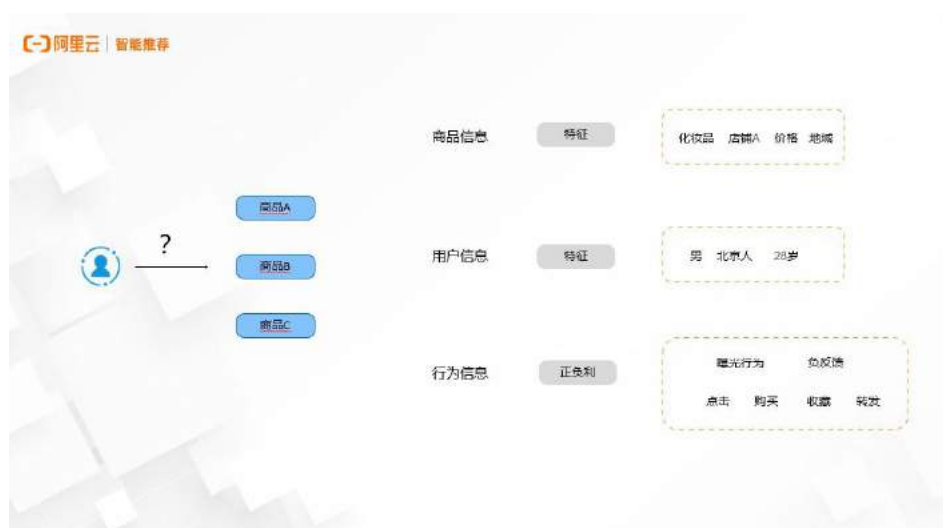 阿里云 智能推荐
商品信息 特征 化妆品 店铺A 价格 地域
商品A
?
商品B
用户信息 特征 男 北京人 28岁
商品C
行为信息 正负利 曝光行为 负反馈
点击 购买 收藏 转发